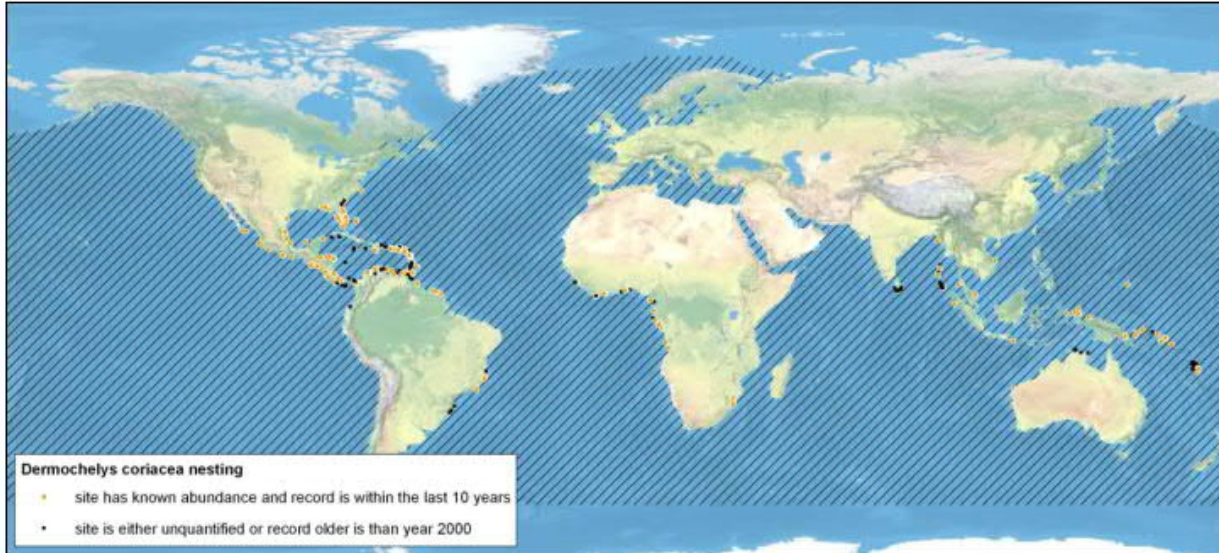 Dermochelys coriacea nesting
site has known abundance and record is within the last 10 years
site is either unquantified or record older is than year 2000